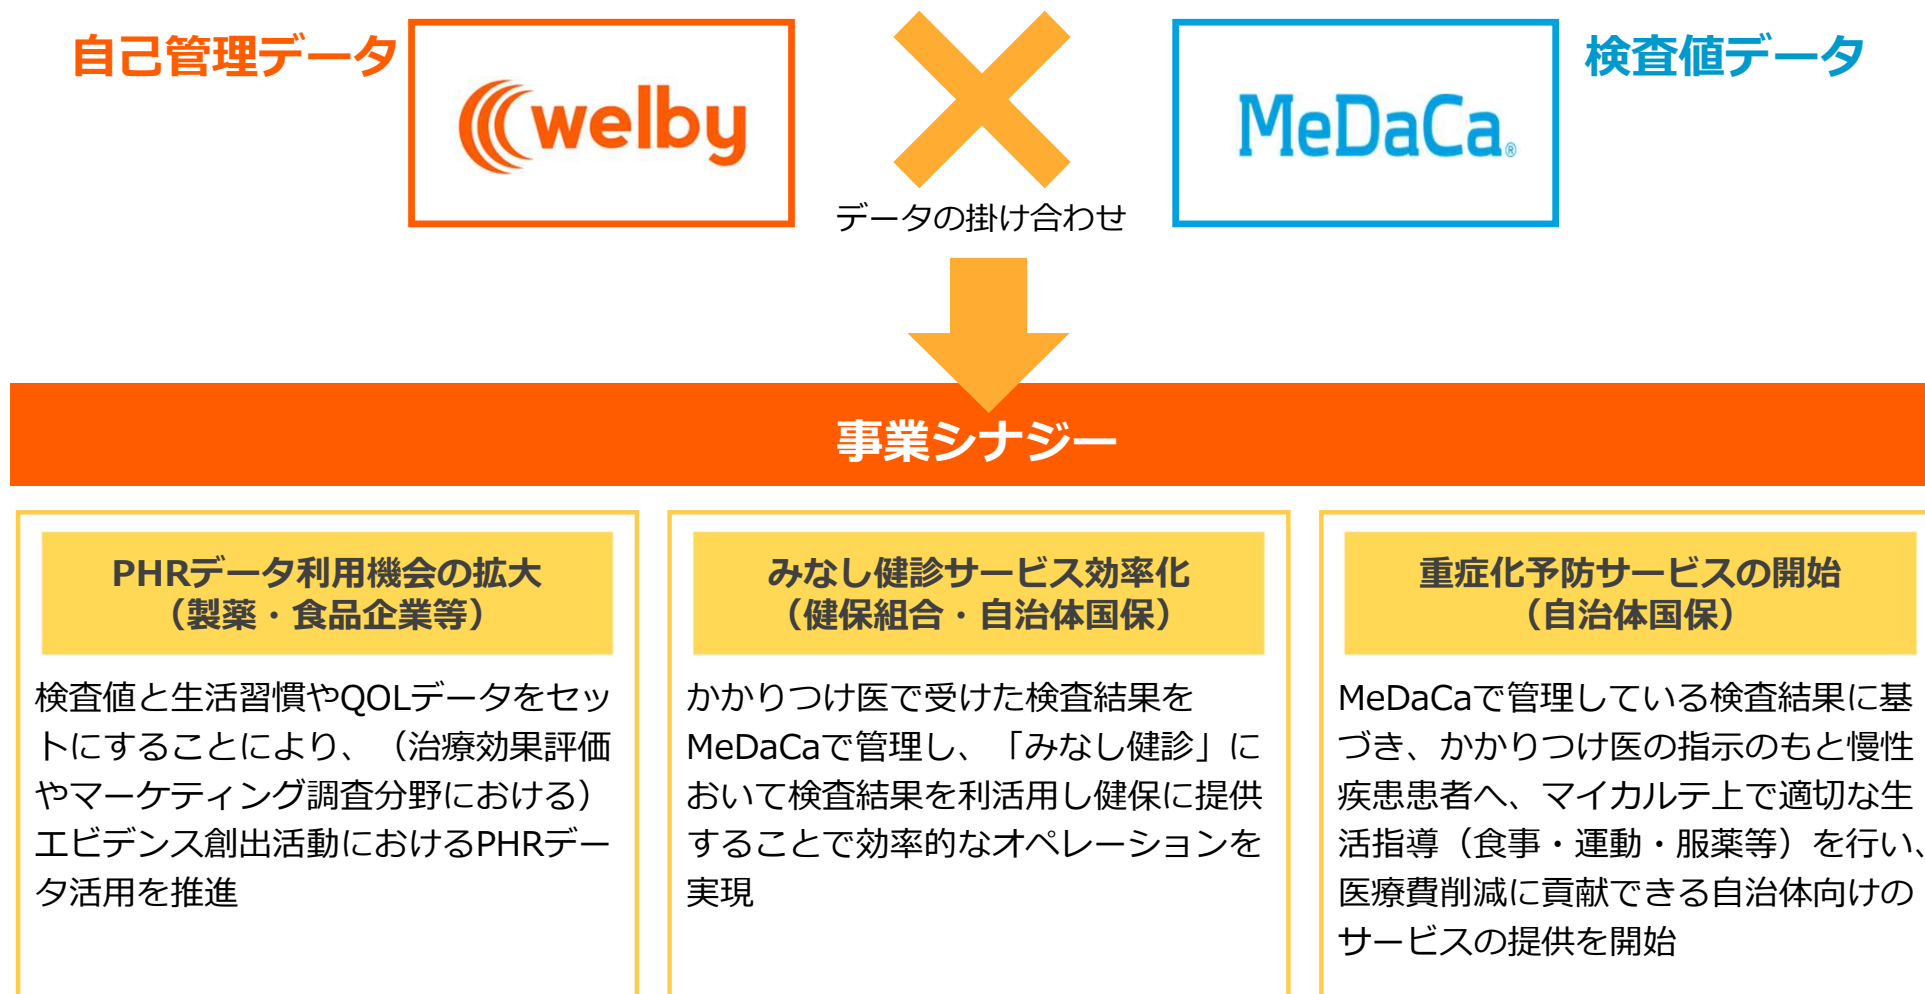 自己管理データ
welby
MeDaCa®
検査値データ
データの掛け合わせ
事業シナジー
PHRデータ利用機会の拡大
（製薬・食品企業等）
検査値と生活習慣やQOLデータをセッ
トにすることにより、（治療効果評価
やマーケティング調査分野における）
エビデンス創出活動におけるPHRデー
タ活用を推進
みなし健診サービス効率化
（健保組合・自治体国保）
かかりつけ医で受けた検査結果を
MeDaCaで管理し、「みなし健診」に
おいて検査結果を利活用し健保に提供
することで効率的なオペレーションを
実現
重症化予防サービスの開始
（自治体国保）
MeDaCaで管理している検査結果に基
づき、かかりつけ医の指示のもと慢性
疾患患者へ、マイカルテ上で適切な生
活指導（食事・運動・服薬等）を行い、
医療費削減に貢献できる自治体向けの
サービスの提供を開始